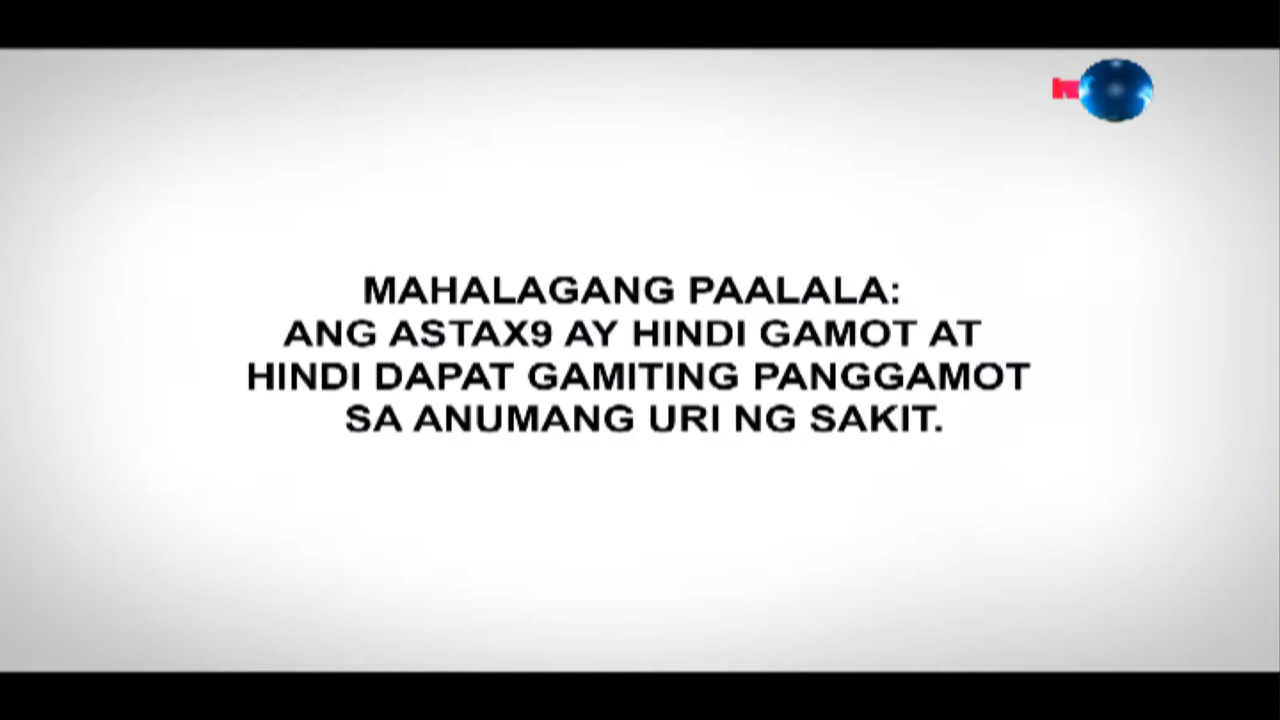 MAHALAGANG PAALALA:
ANG ASTAX9 AY HINDI GAMOT AT
HINDI DAPAT GAMITING PANGGAMOT
SA ANUMANG URI NG SAKIT.